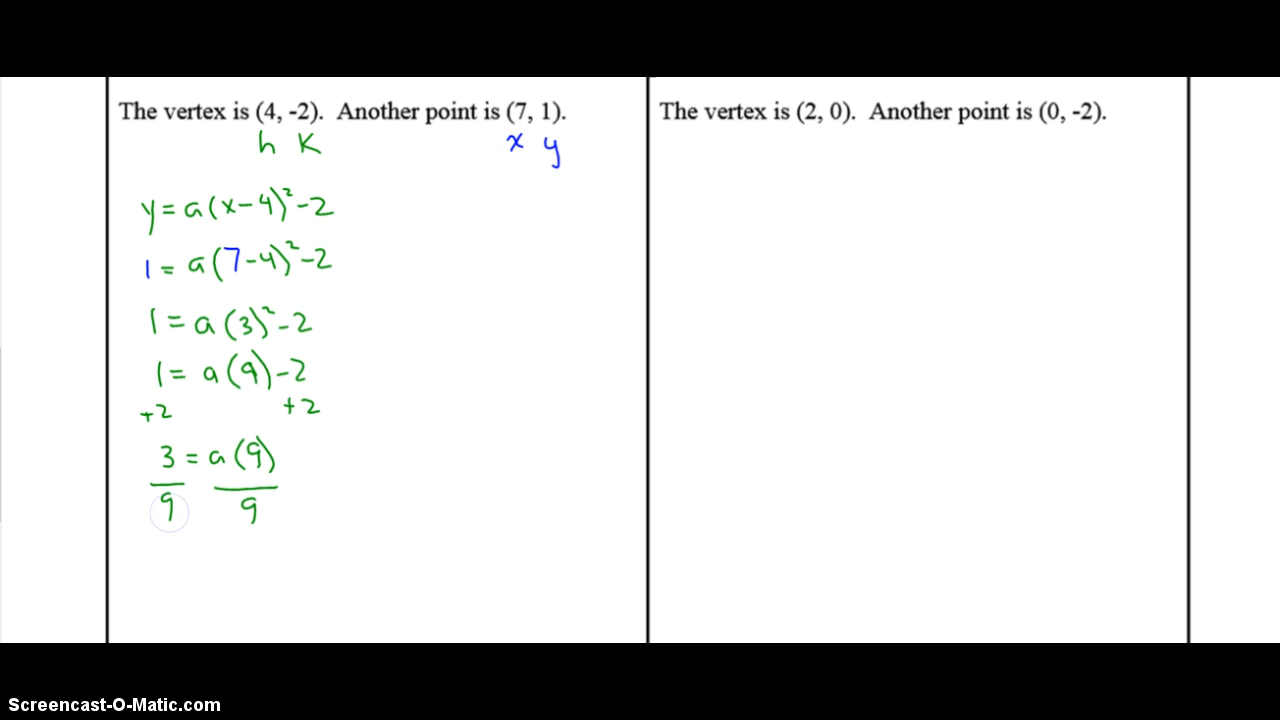 The vertex is (4, -2). Another point is (7, 1).
h K x y
y = a(x-4)² -2
1 = a(7-4)² -2
1 = a(3)² -2
1 = a(9) -2
+2 +2
3 = a(9)
9 9
The vertex is (2, 0). Another point is (0, -2).
Screencast-O-Matic.com